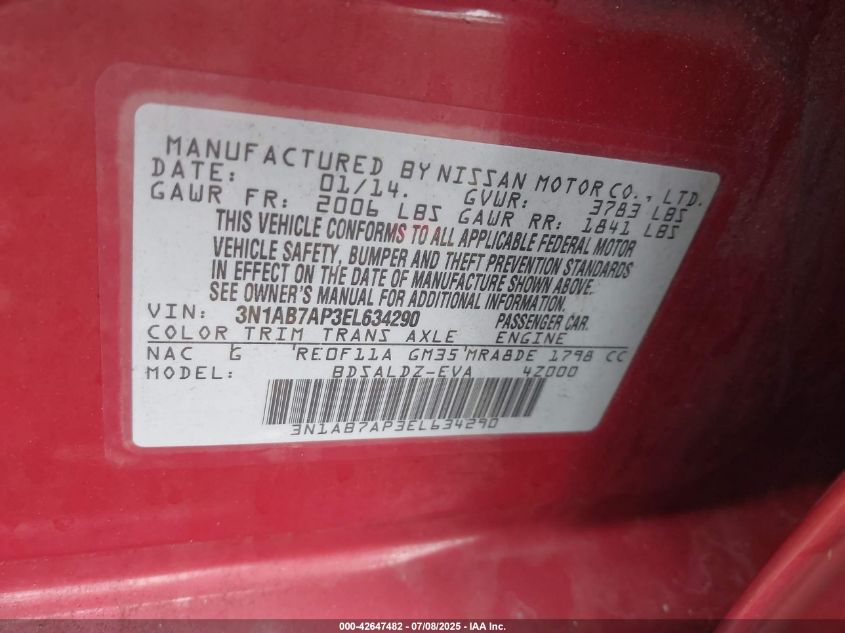 MANUFACTURED BY NISSAN MOTOR CO., LTD.
DATE: 01/14. GVWR: 3783 LBS
GAWR FR: 2006 LBS GAWR RR: 1841 LBS
THIS VEHICLE CONFORMS TO ALL APPLICABLE FEDERAL MOTOR
VEHICLE SAFETY, BUMPER AND THEFT PREVENTION STANDARDS
IN EFFECT ON THE DATE OF MANUFACTURE SHOWN ABOVE.
SEE OWNER'S MANUAL FOR ADDITIONAL INFORMATION.
VIN: 3N1AB7AP3EL634290 PASSENGER CAR.
COLOR TRIM TRANS AXLE ENGINE
NAC G 'RE0F11A GM35'MRA8DE 1798 CC
MODEL: BDSALDZ-EVA 4Z000
3N1AB7AP3EL634290
000-42647482 - 07/08/2025 - IAA Inc.